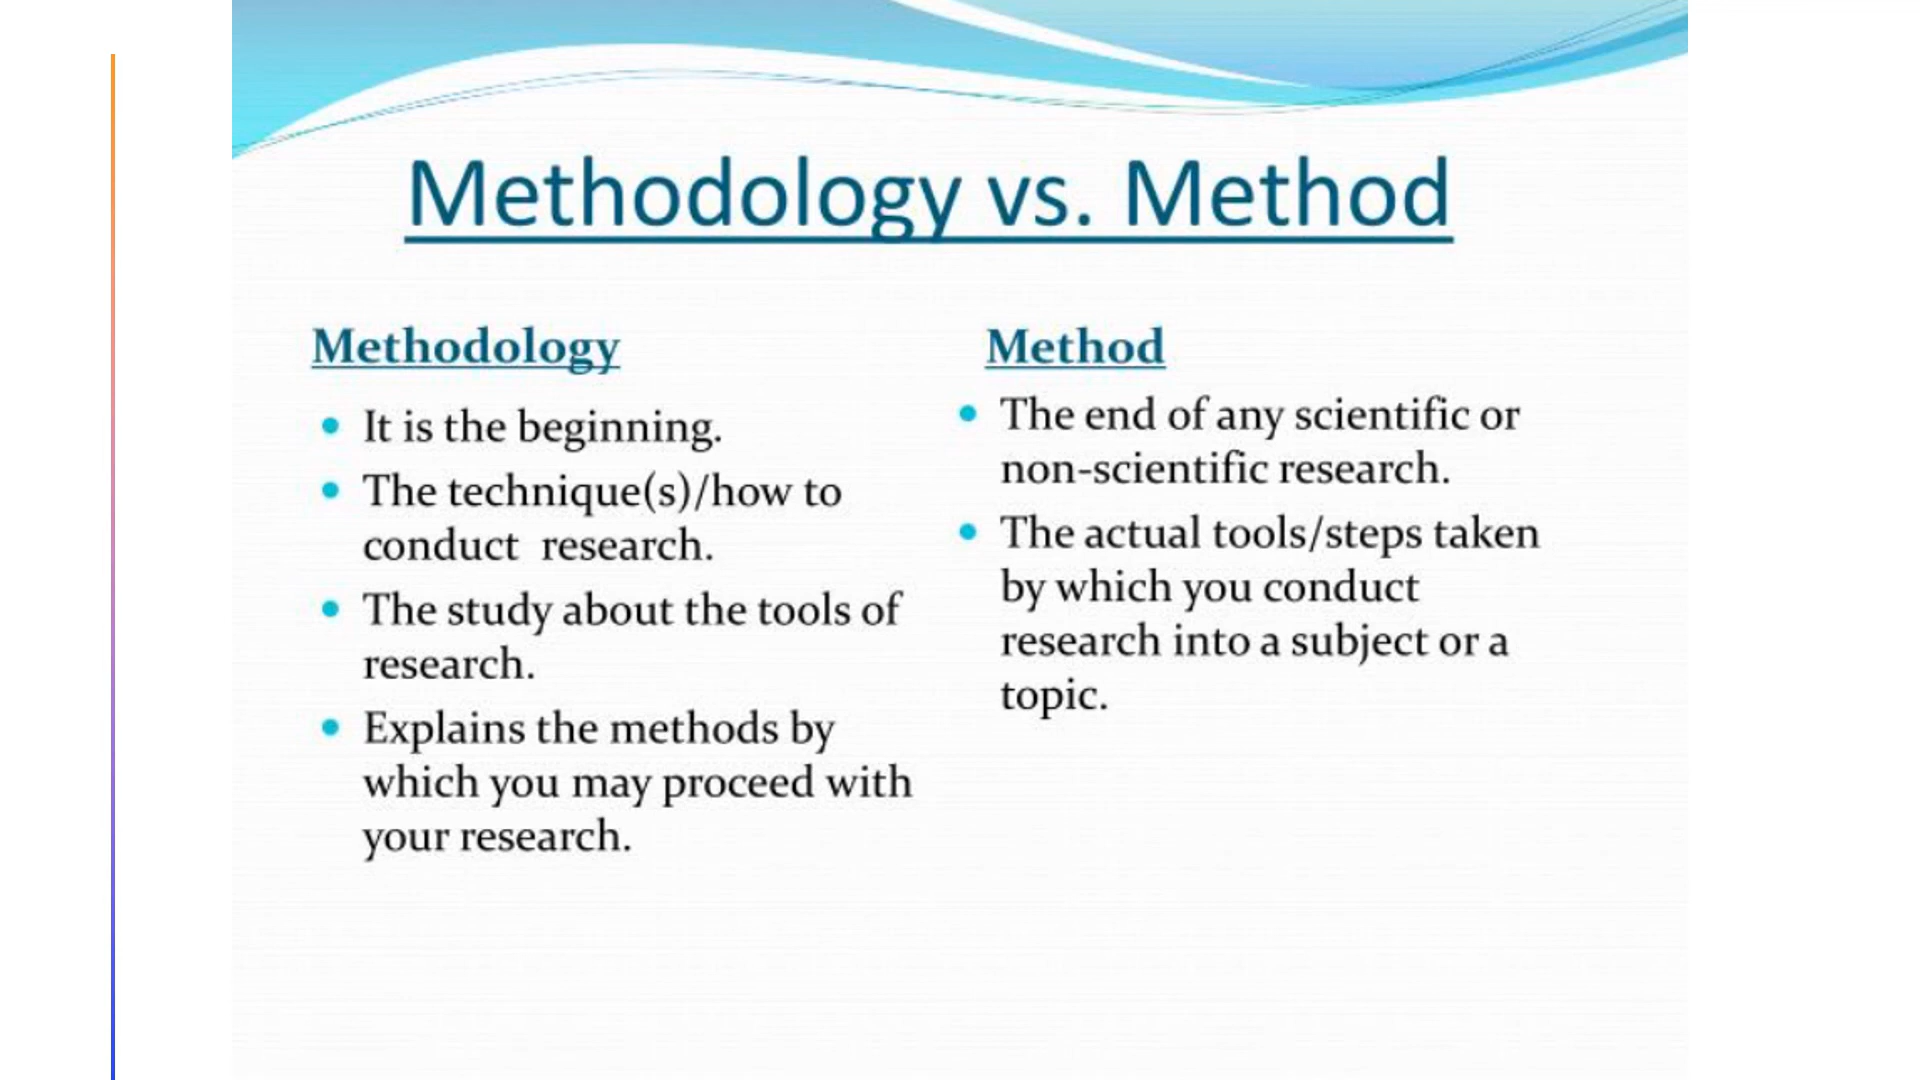 Methodology vs. Method
Methodology
It is the beginning.
The technique(s)/how to
conduct research.
The study about the tools of
research.
Explains the methods by
which you may proceed with
your research.
Method
The end of any scientific or
non-scientific research.
The actual tools/steps taken
by which you conduct
research into a subject or a
topic.